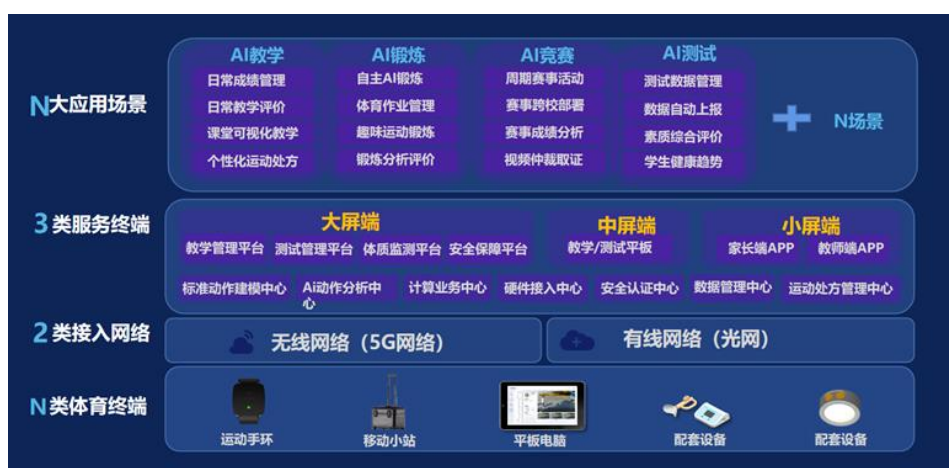 N大应用场景
AI教学 AI锻炼 AI竞赛 AI测试
日常成绩管理 自主AI锻炼 周期赛事活动 测试数据管理
日常教学评价 体育作业管理 赛事跨校部署 数据自动上报
课堂可视化教学 趣味运动锻炼 赛事成绩分析 素质综合评价
个性化运动处方 锻炼分析评价 视频仲裁取证 学生健康趋势
N场景
3类服务终端
大屏端 中屏端 小屏端
教学管理平台 测试管理平台 体质监测平台 安全保障平台 教学/测试平板 家长端APP 教师端APP
标准动作建模中心 Ai动作分析中心 计算业务中心 硬件接入中心 安全认证中心 数据管理中心 运动处方管理中心
2类接入网络
无线网络（5G网络） 有线网络（光网）
N类体育终端
运动手环 移动小站 平板电脑 配套设备 配套设备